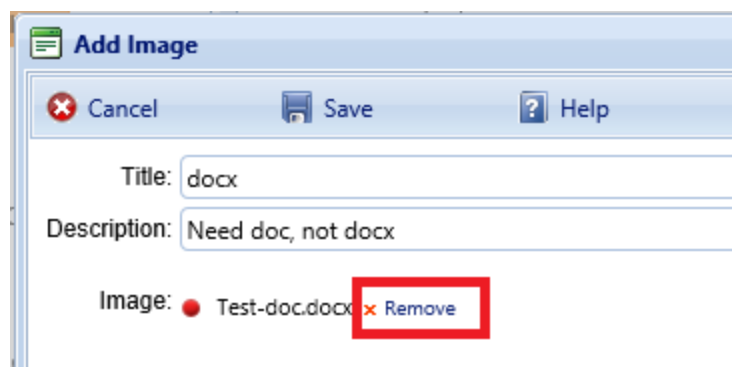 Add Image
Cancel Save Help
Title: docx
Description: Need doc, not docx
Image: Test-doc.docx x Remove